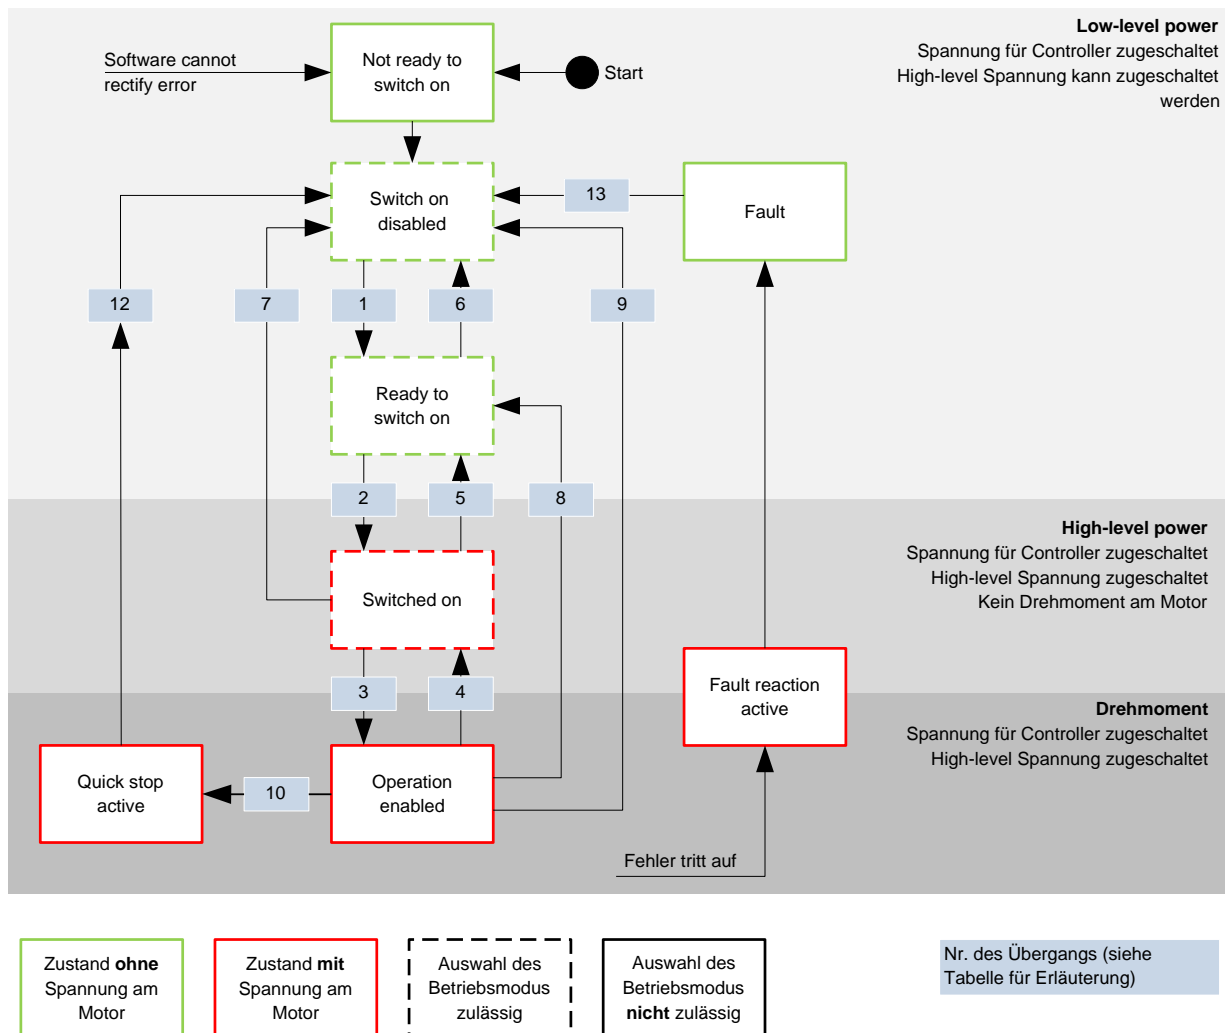 Low-level power
Spannung für Controller zugeschaltet
High-level Spannung kann zugeschaltet
werden
Software cannot
rectify error
Not ready to
switch on
Start
Switch on
disabled
13
Fault
12
7
1
6
9
Ready to
switch on
2
5
8
High-level power
Spannung für Controller zugeschaltet
High-level Spannung zugeschaltet
Kein Drehmoment am Motor
Switched on
3
4
Fault reaction
active
Drehmoment
Spannung für Controller zugeschaltet
High-level Spannung zugeschaltet
Quick stop
active
10
Operation
enabled
Fehler tritt auf
Zustand ohne
Spannung am
Motor
Zustand mit
Spannung am
Motor
Auswahl des
Betriebsmodus
zulässig
Auswahl des
Betriebsmodus
nicht zulässig
Nr. des Übergangs (siehe
Tabelle für Erläuterung)